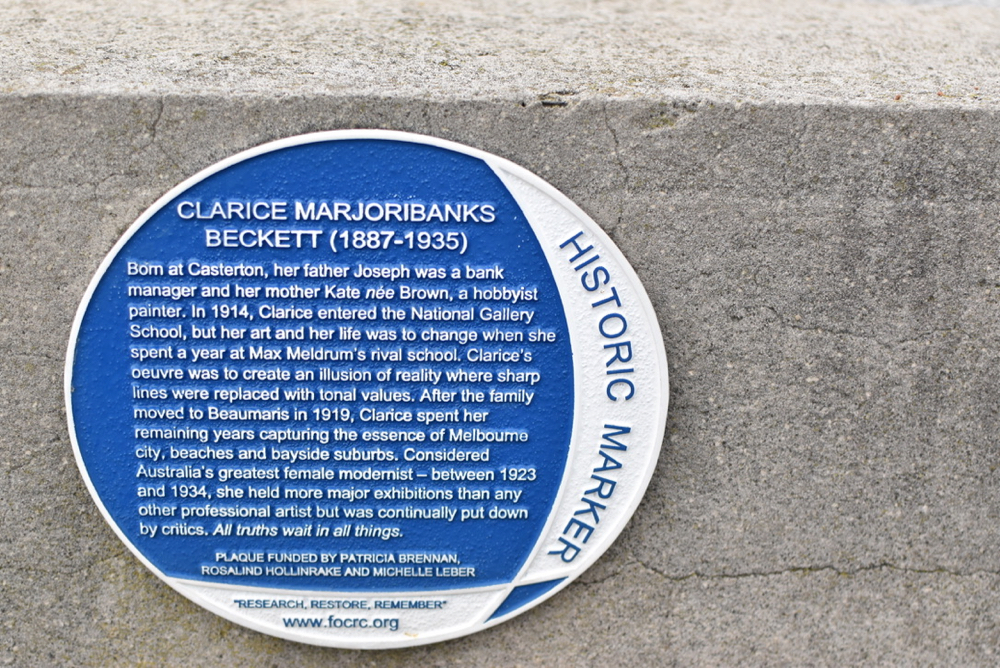 CLARICE MARJORIBANKS
BECKETT (1887-1935)
Born at Casterton, her father Joseph was a bank
manager and her mother Kate née Brown, a hobbyist
painter. In 1914, Clarice entered the National Gallery
School, but her art and her life was to change when she
spent a year at Max Meldrum's rival school. Clarice's
oeuvre was to create an illusion of reality where sharp
lines were replaced with tonal values. After the family
moved to Beaumaris in 1919, Clarice spent her
remaining years capturing the essence of Melbourne
city, beaches and bayside suburbs. Considered
Australia's greatest female modernist – between 1923
and 1934, she held more major exhibitions than any
other professional artist but was continually put down
by critics. All truths wait in all things.
PLAQUE FUNDED BY PATRICIA BRENNAN,
ROSALIND HOLLINRAKE AND MICHELLE LEBER
"RESEARCH, RESTORE, REMEMBER"
www.focrc.org
HISTORIC MARKER